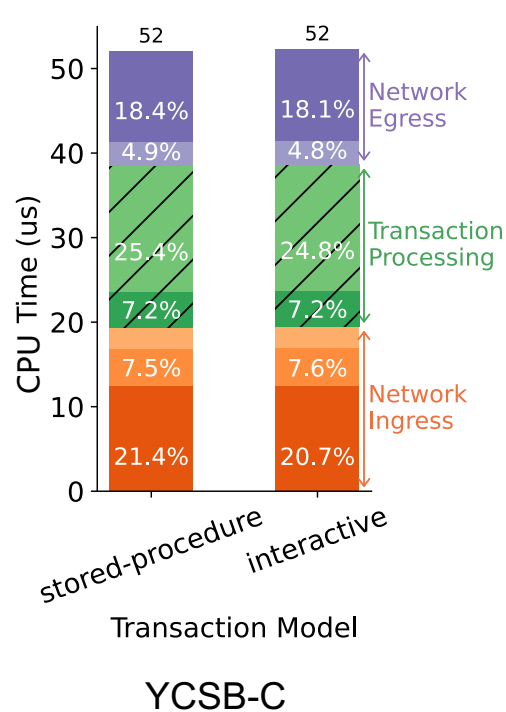 52
52
50
40
30
20
10
0
CPU Time (us)
18.4%
4.9%
25.4%
7.2%
7.5%
21.4%
18.1%
4.8%
24.8%
7.2%
7.6%
20.7%
Network
Egress
Transaction
Processing
Network
Ingress
stored-procedure
interactive
Transaction Model
YCSB-C